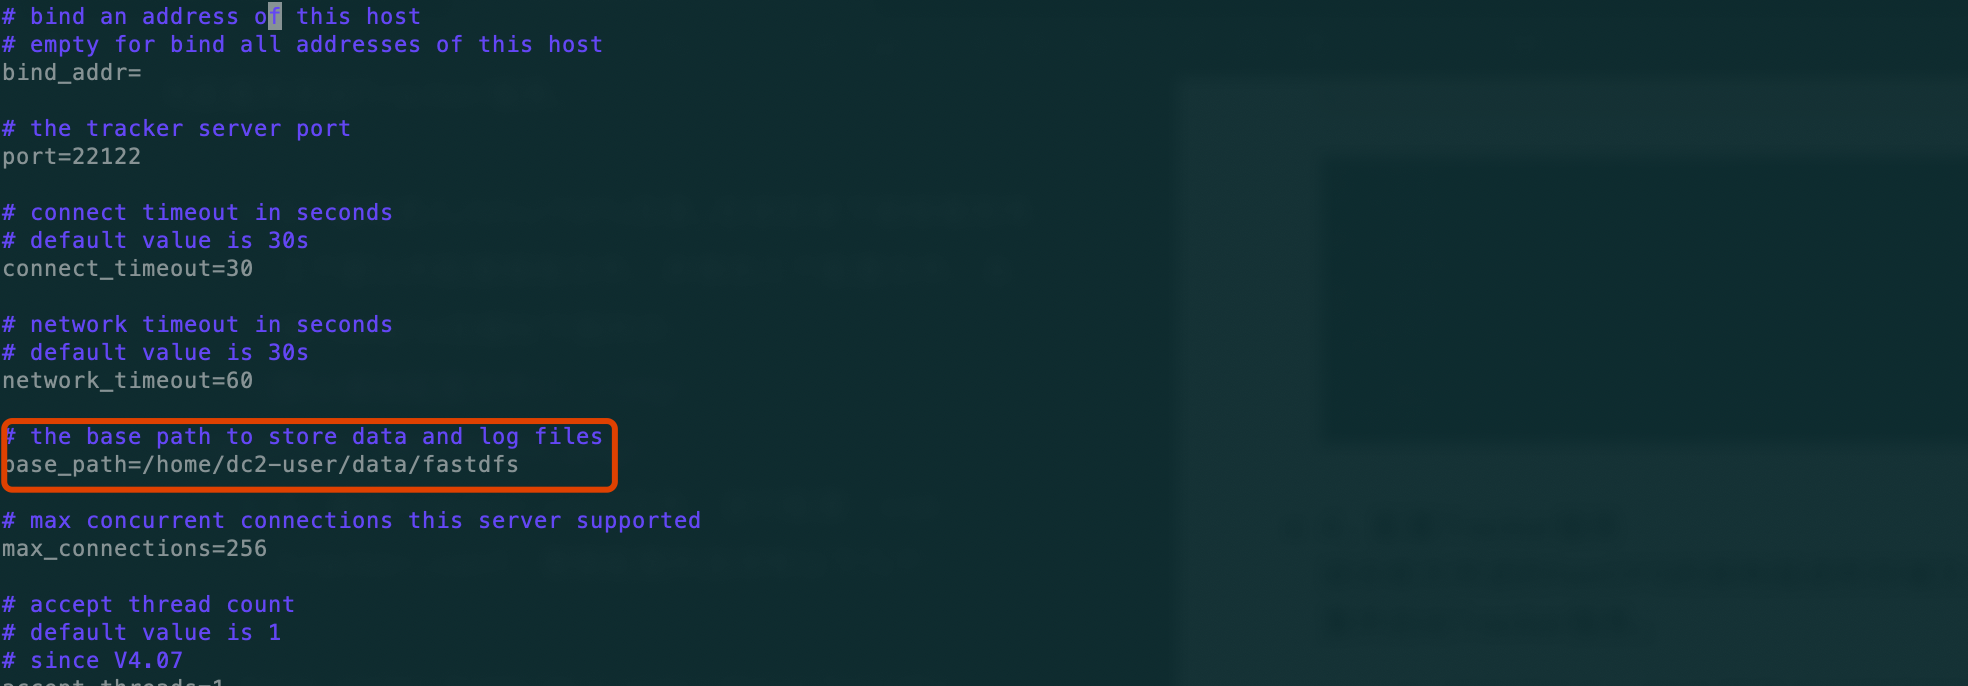 # bind an address of this host
# empty for bind all addresses of this host
bind_addr=
# the tracker server port
port=22122
# connect timeout in seconds
# default value is 30s
connect_timeout=30
# network timeout in seconds
# default value is 30s
network_timeout=60
# the base path to store data and log files
base_path=/home/dc2-user/data/fastdfs
# max concurrent connections this server supported
max_connections=256
# accept thread count
# default value is 1
# since V4.07
accept_threads=1